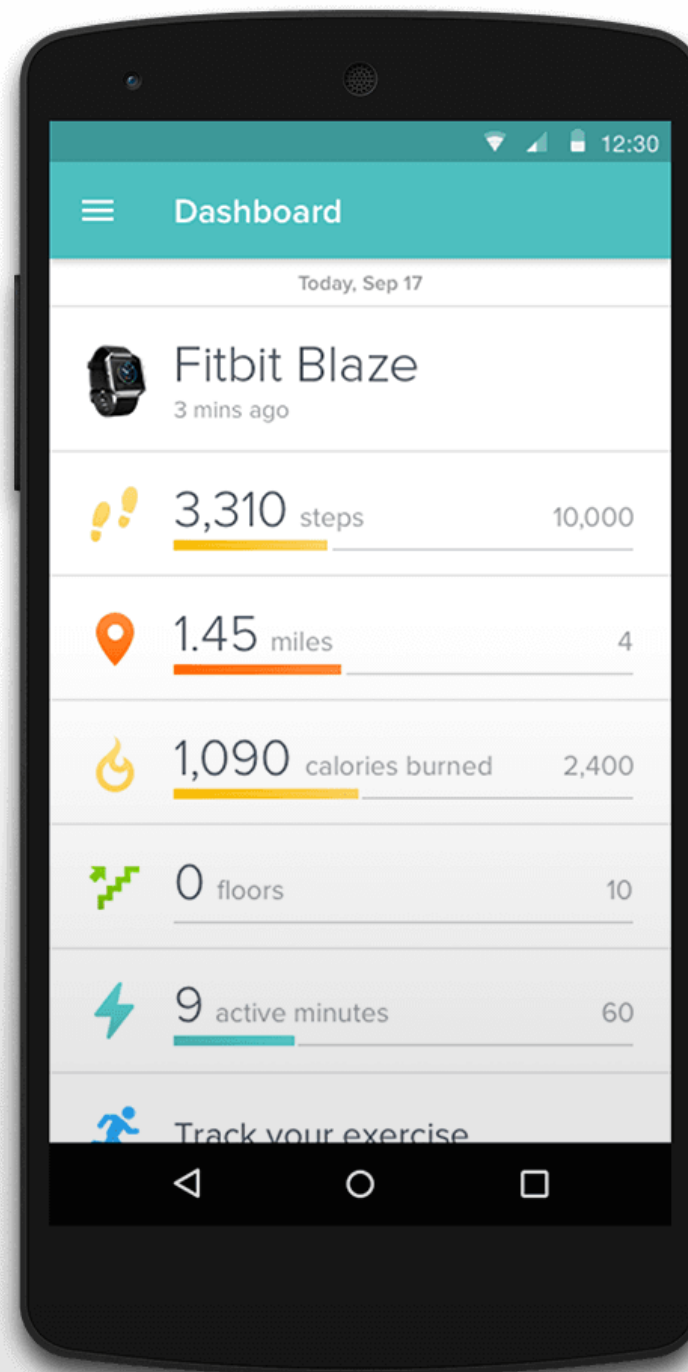 12:30
Dashboard
Today, Sep 17
Fitbit Blaze
3 mins ago
3,310 steps 10,000
1.45 miles 4
1,090 calories burned 2,400
0 floors 10
9 active minutes 60
Track your exercise